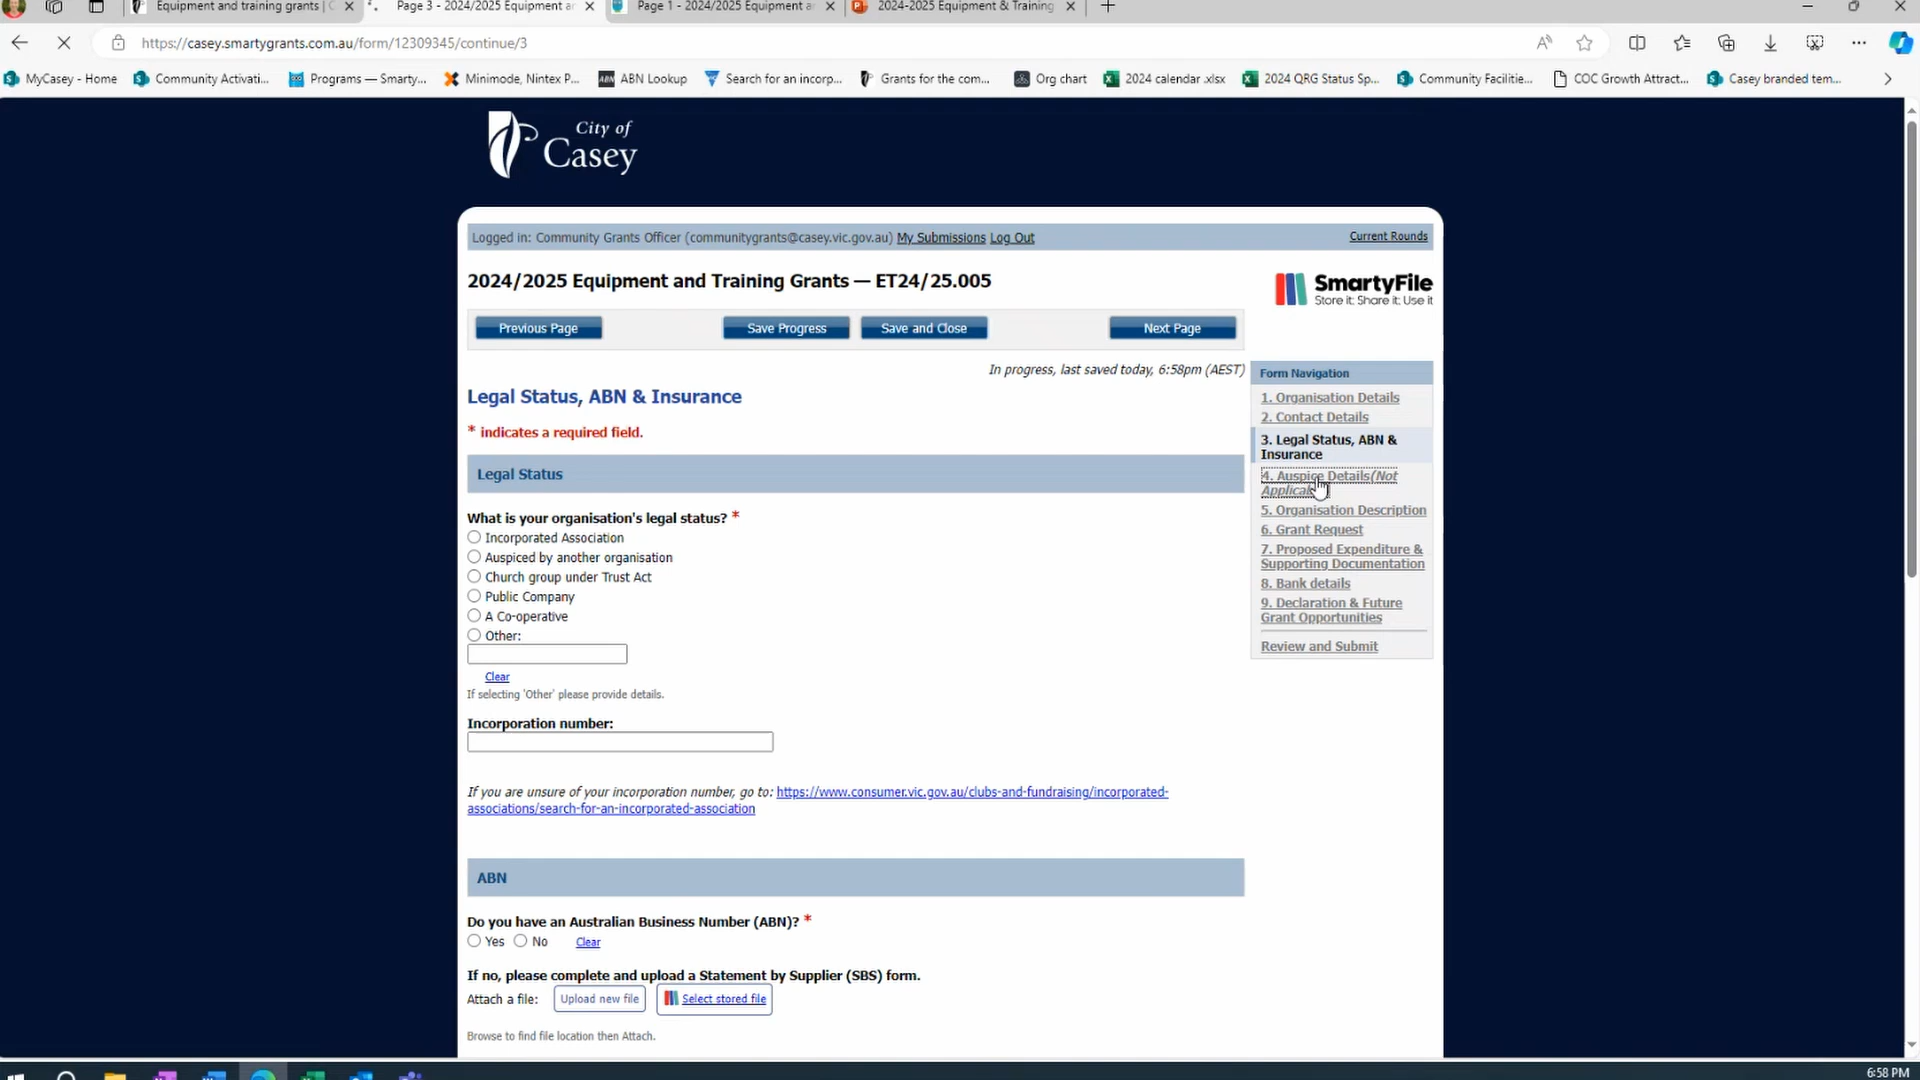 Equipment and training grants | C
Page 3 - 2024/2025 Equipment ar
Page 1 - 2024/2025 Equipment ar
2024-2025 Equipment & Training
https://casey.smartygrants.com.au/form/12309345/continue/3
MyCasey - Home
Community Activati...
Programs — Smarty...
Minimode, Nintex P...
ABN Lookup
Search for an incorp...
Grants for the com...
Org chart
2024 calendar .xlsx
2024 QRG Status Sp...
Community Facilitie...
COC Growth Attract...
Casey branded tem...
City of
Casey
Logged in: Community Grants Officer (communitygrants@casey.vic.gov.au) My Submissions Log Out
Current Rounds
2024/2025 Equipment and Training Grants — ET24/25.005
SmartyFile
Store it: Share it: Use it
Previous Page
Save Progress
Save and Close
Next Page
In progress, last saved today, 6:58pm (AEST)
Form Navigation
1. Organisation Details
2. Contact Details
3. Legal Status, ABN &
Insurance
4. Auspice Details(Not
5. Organisation Description
6. Grant Request
7. Proposed Expenditure &
Supporting Documentation
8. Bank details
9. Declaration & Future
Grant Opportunities
Review and Submit
Legal Status, ABN & Insurance
* indicates a required field.
Legal Status
What is your organisation's legal status? *
Incorporated Association
Auspiced by another organisation
Church group under Trust Act
Public Company
A Co-operative
Other:
Clear
If selecting 'Other' please provide details.
Incorporation number:
If you are unsure of your incorporation number, go to: https://www.consumer.vic.gov.au/clubs-and-fundraising/incorporated-
associations/search-for-an-incorporated-association
ABN
Do you have an Australian Business Number (ABN)? *
Yes No Clear
If no, please complete and upload a Statement by Supplier (SBS) form.
Attach a file: Upload new file Select stored file
Browse to find file location then Attach.
6:58 PM